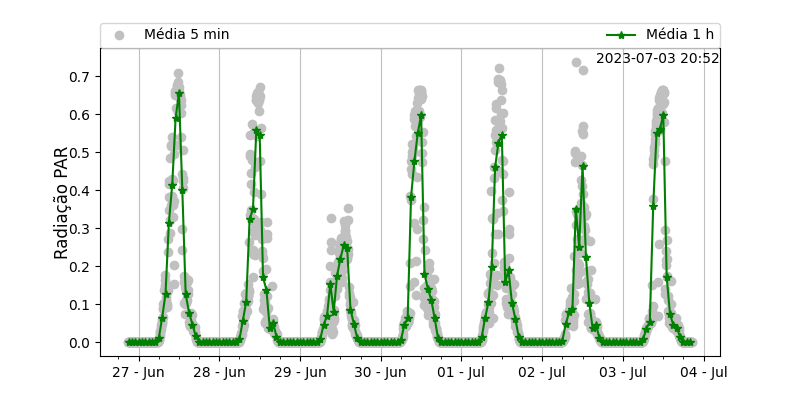 Média 5 min
Média 1 h
2023-07-03 20:52
Radiação PAR
0.7
0.6
0.5
0.4
0.3
0.2
0.1
0.0
27 - Jun
28 - Jun
29 - Jun
30 - Jun
01 - Jul
02 - Jul
03 - Jul
04 - Jul